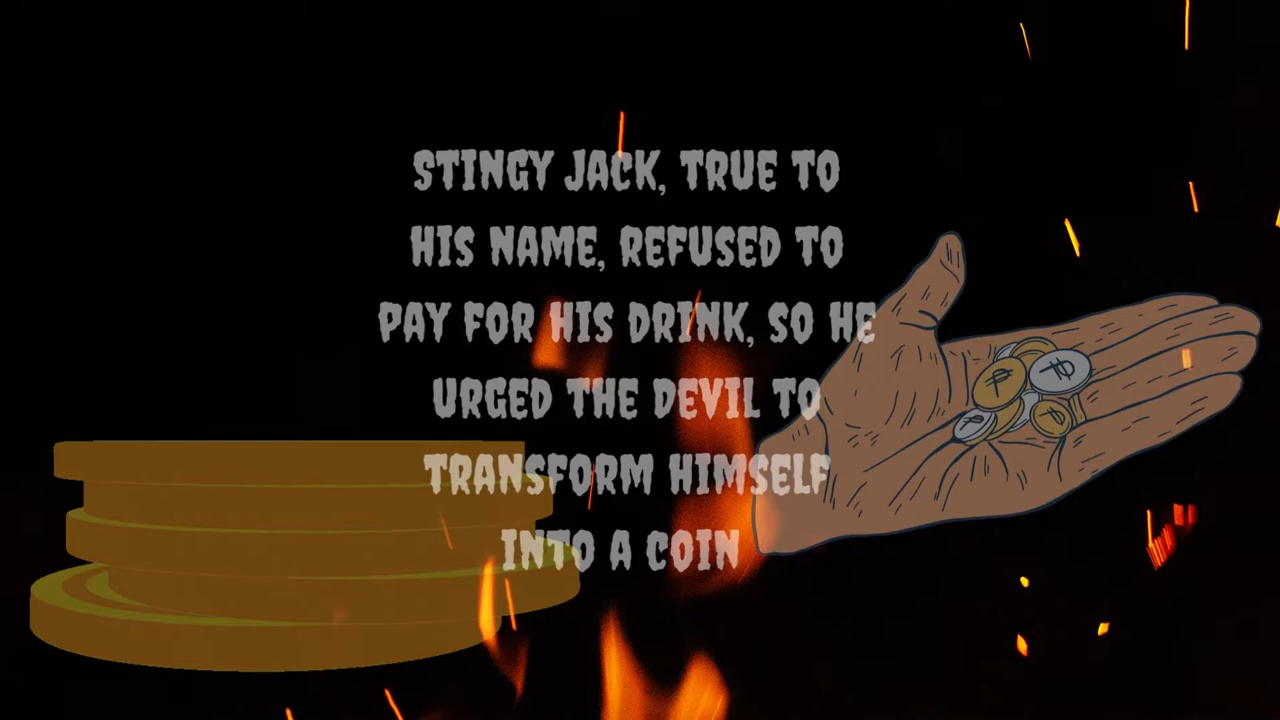 STINGY JACK, TRUE TO
HIS NAME, REFUSED TO
PAY FOR HIS DRINK, SO HE
URGED THE DEVIL TO
TRANSFORM HIMSELF
INTO A COIN